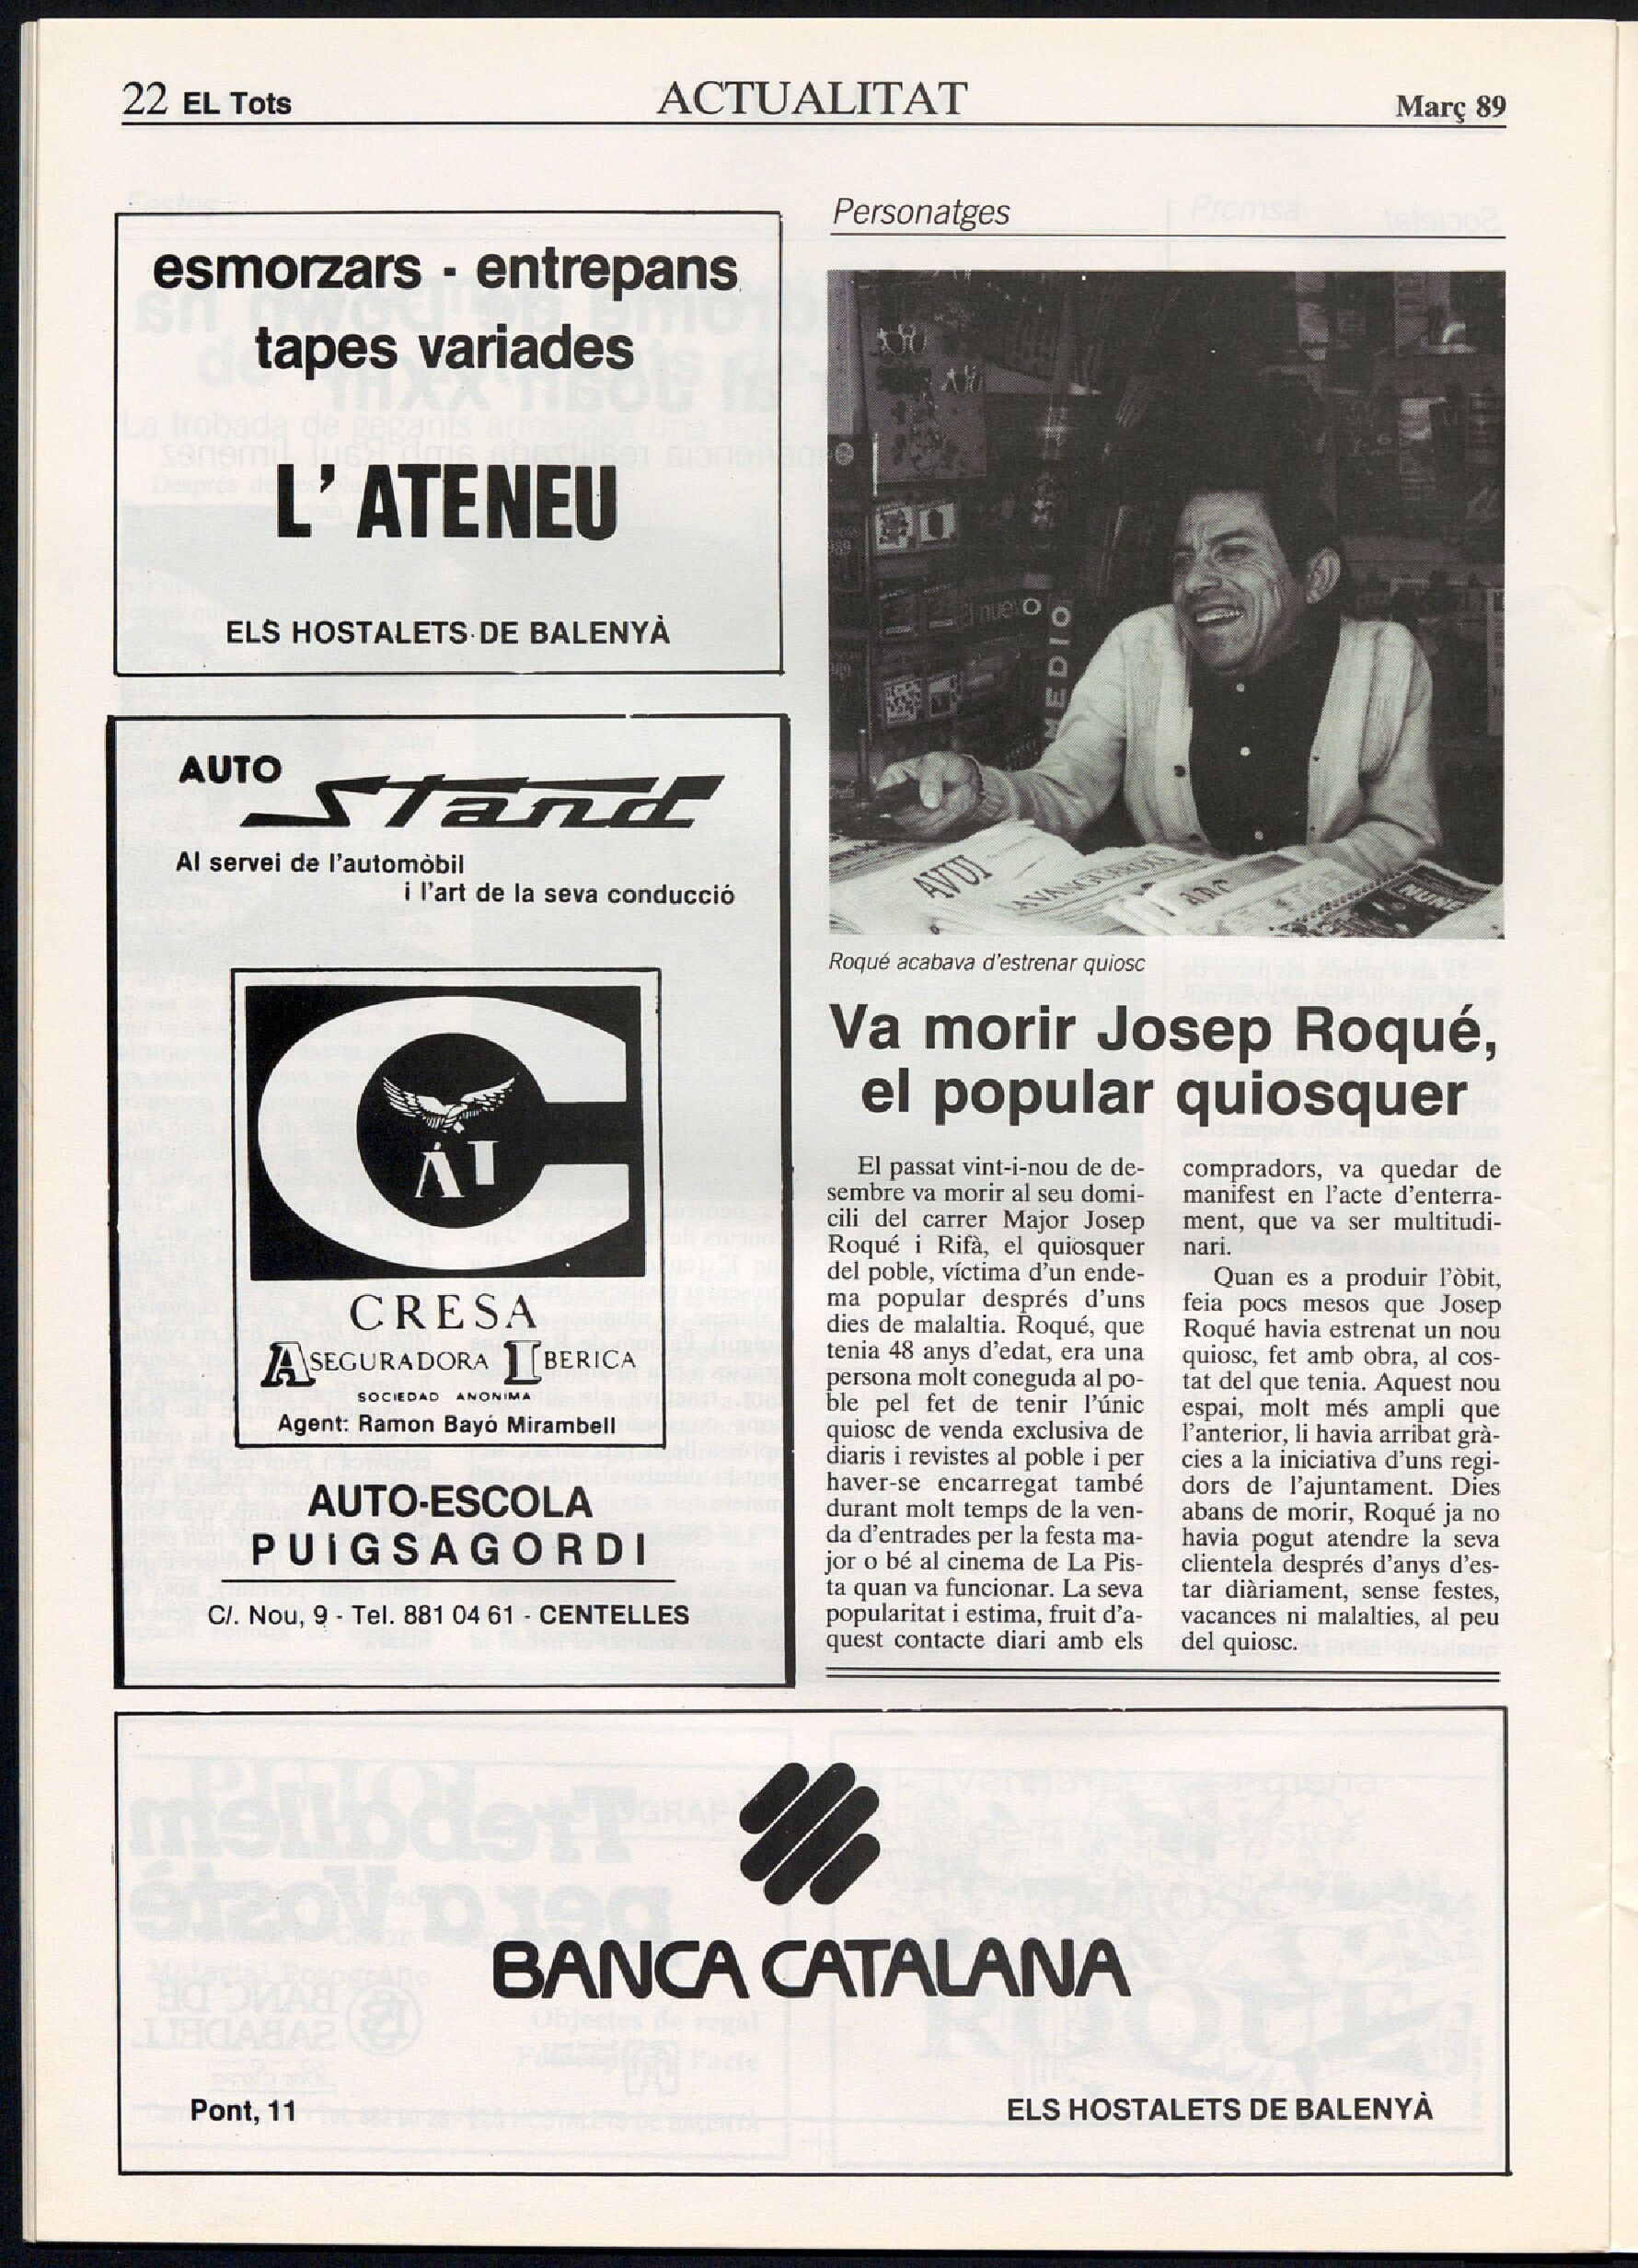 22 EL Tots
ACTUALITAT
Març 89
esmorzars - entrepans
tapes variades
L'ATENEU
ELS HOSTALETS DE BALENYÀ
AUTO
Stand
Al servei de l'automòbil
i l'art de la seva conducció
AI
CRESA
ASEGURADORA IBERICA
SOCIEDAD ANONIMA
Agent: Ramon Bayó Mirambell
AUTO-ESCOLA
PUIGSAGORDI
C/. Nou, 9 - Tel. 881 04 61 - CENTELLES
Personatges
nuevo
MEDIO
AVUI
LA VANGUARDIA
ABC
Roqué acabava d'estrenar quiosc
Va morir Josep Roqué,
el popular quiosquer
El passat vint-i-nou de de-
sembre va morir al seu domi-
cili del carrer Major Josep
Roqué i Rifà, el quiosquer
del poble, víctima d'un ende-
ma popular després d'uns
dies de malaltia. Roqué, que
tenia 48 anys d'edat, era una
persona molt coneguda al po-
ble pel fet de tenir l'únic
quiosc de venda exclusiva de
diaris i revistes al poble i per
haver-se encarregat també
durant molt temps de la ven-
da d'entrades per la festa ma-
jor o bé al cinema de La Pis-
ta quan va funcionar. La seva
popularitat i estima, fruit d'a-
quest contacte diari amb els
compradors, va quedar de
manifest en l'acte d'enterra-
ment, que va ser multitudi-
nari.
Quan es a produir l'òbit,
feia pocs mesos que Josep
Roqué havia estrenat un nou
quiosc, fet amb obra, al cos-
tat del que tenia. Aquest nou
espai, molt més ampli que
l'anterior, li havia arribat grà-
cies a la iniciativa d'uns regi-
dors de l'ajuntament. Dies
abans de morir, Roqué ja no
havia pogut atendre la seva
clientela després d'anys d'es-
tar diàriament, sense festes,
vacances ni malalties, al peu
del quiosc.
BANCA CATALANA
Pont, 11
ELS HOSTALETS DE BALENYÀ